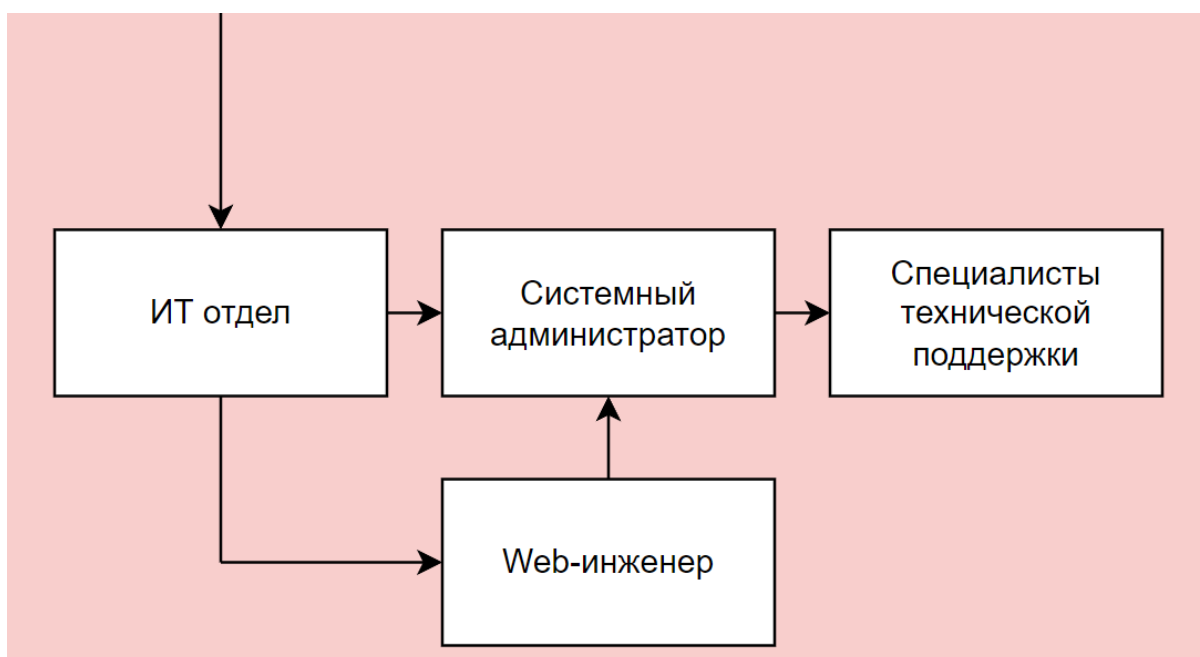 ИТ отдел
Системный
администратор
Специалисты
технической
поддержки
Web-инженер